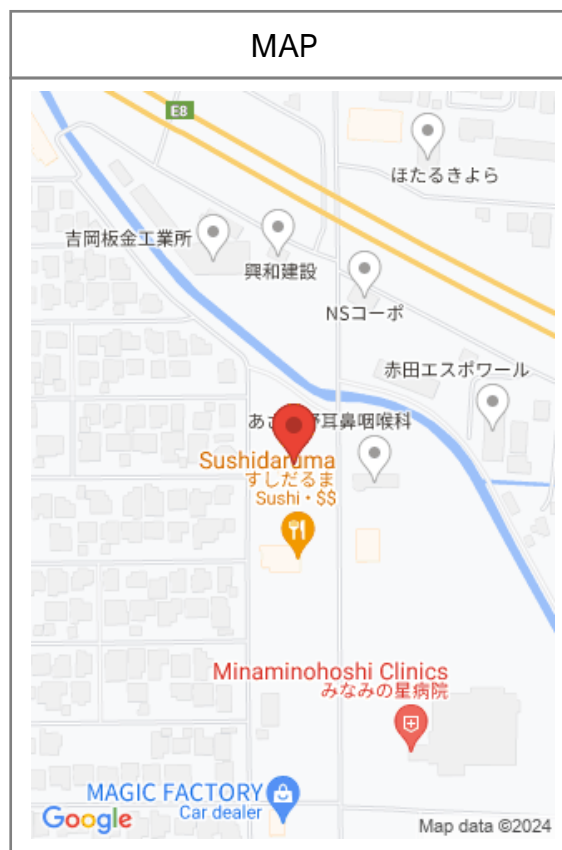 MAP
E8
ほたるきよら
吉岡板金工業所
興和建設
NSコーポ
赤田エスポワール
あさ
野耳鼻咽喉科
Sushidaruma
すしだるま
Sushi・$$
Minaminohoshi Clinics
みなみの星病院
MAGIC FACTORY
Car dealer
Google
Map data ©2024